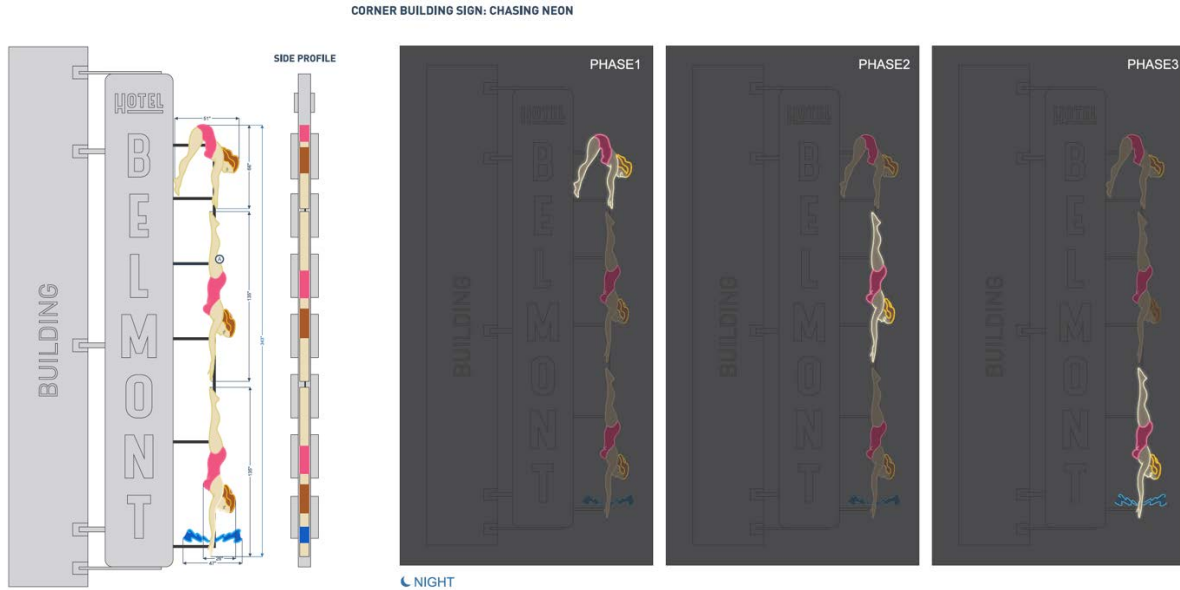 CORNER BUILDING SIGN: CHASING NEON
SIDE PROFILE
BUILDING
HOTEL
BELMONT
61"
A
PHASE1
HOTEL
BELMONT
BUILDING
PHASE2
HOTEL
BELMONT
BUILDING
PHASE3
HOTEL
BELMONT
BUILDING
NIGHT